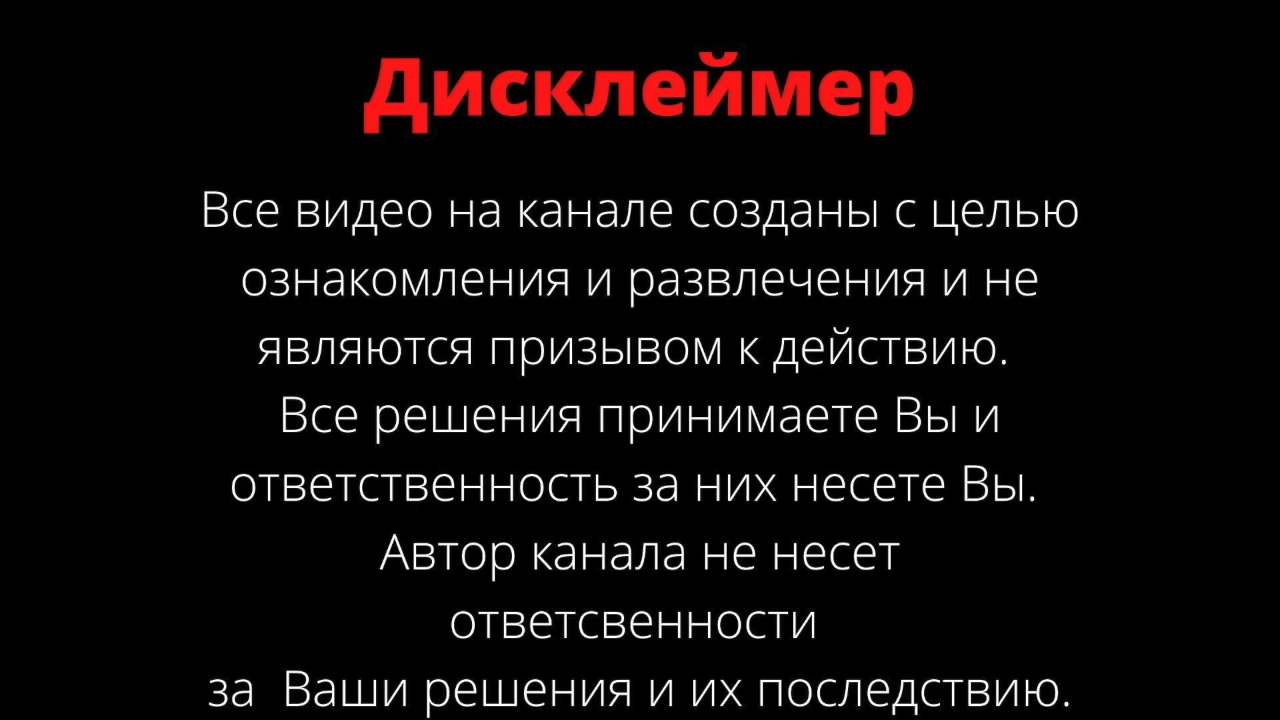 Дисклеймер
Все видео на канале созданы с целью
ознакомления и развлечения и не
являются призывом к действию.
Все решения принимаете Вы и
ответственность за них несете Вы.
Автор канала не несет
ответсвенности
за  Ваши решения и их последствию.